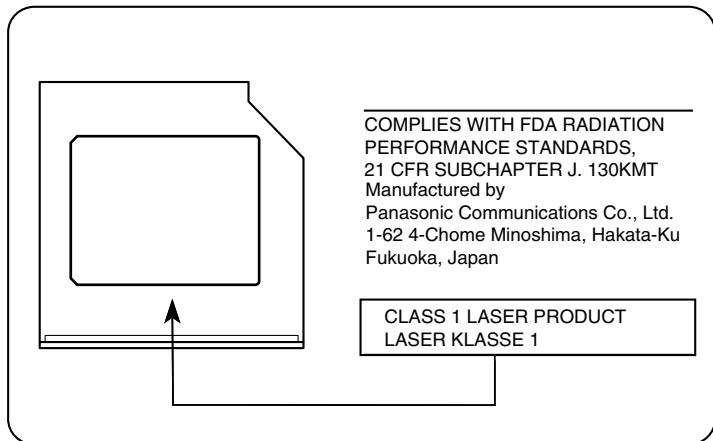 COMPLIES WITH FDA RADIATION
PERFORMANCE STANDARDS,
21 CFR SUBCHAPTER J. 130KMT
Manufactured by
Panasonic Communications Co., Ltd.
1-62 4-Chome Minoshima, Hakata-Ku
Fukuoka, Japan
CLASS 1 LASER PRODUCT
LASER KLASSE 1